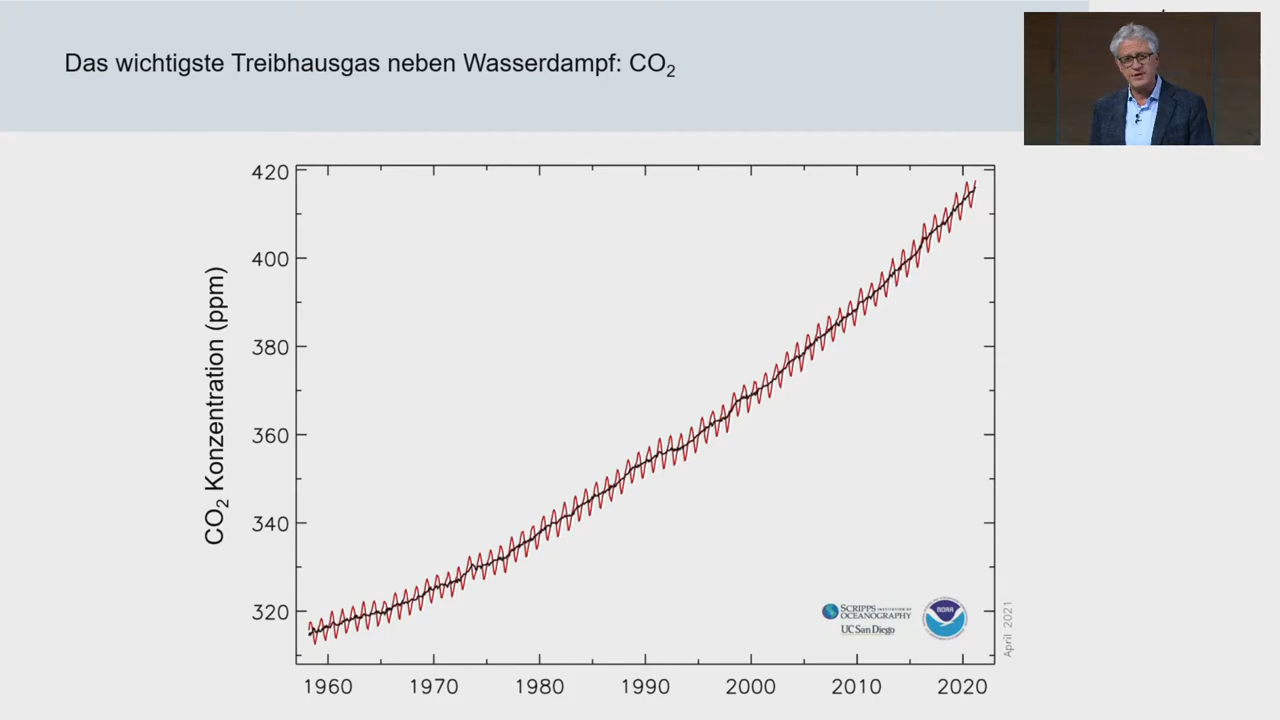 Das wichtigste Treibhausgas neben Wasserdampf: CO₂
420
400
380
360
340
320
CO₂ Konzentration (ppm)
1960 1970 1980 1990 2000 2010 2020
SCRIPPS INSTITUTION OF
OCEANOGRAPHY
UC San Diego
NOAA
April 2021